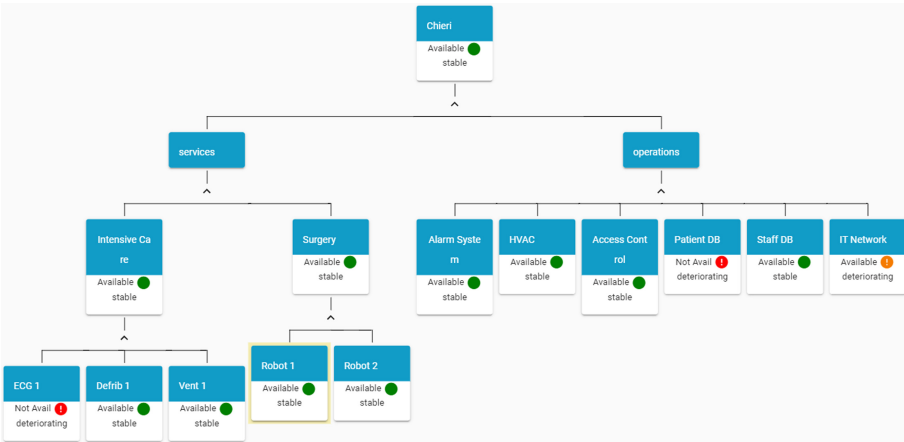 Chieri
Available
stable
services
operations
Intensive Ca
re
Available
stable
Surgery
Available
stable
Alarm Syste
m
Available
stable
HVAC
Available
stable
Access Cont
rol
Available
stable
Patient DB
Not Avail
deteriorating
Staff DB
Available
stable
IT Network
Available
deteriorating
ECG 1
Not Avail
deteriorating
Defrib 1
Available
stable
Vent 1
Available
stable
Robot 1
Available
stable
Robot 2
Available
stable